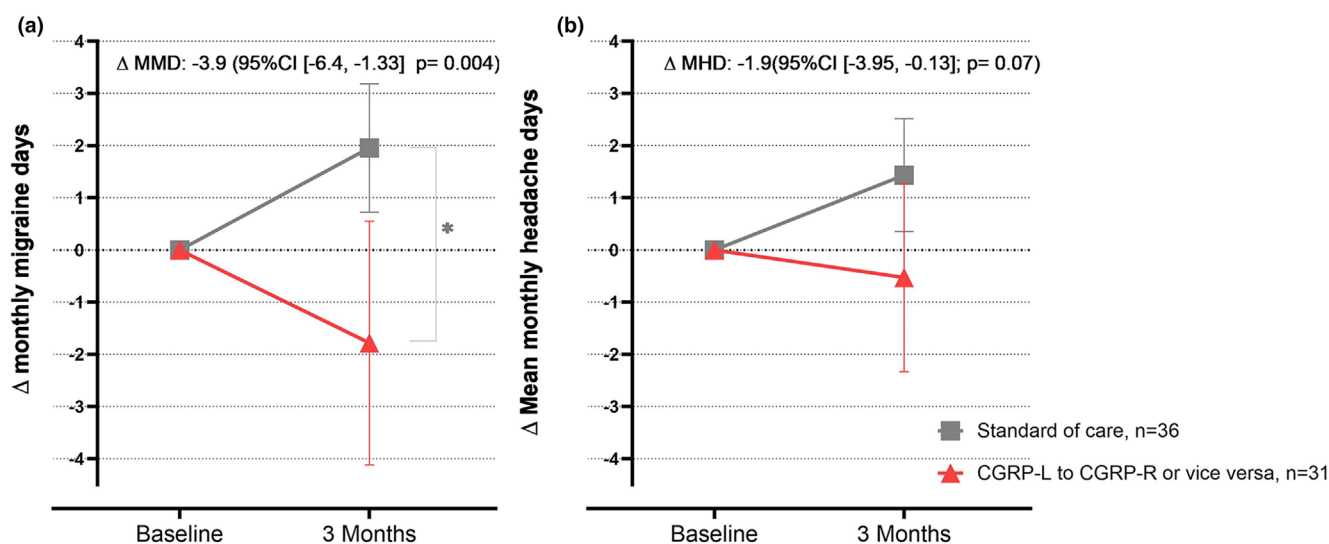 (a)
Δ MMD: -3.9 (95%CI [-6.4, -1.33] p= 0.004)
Δ monthly migraine days
4
3
2
1
0
-1
-2
-3
-4
*
Baseline
3 Months
(b)
Δ MHD: -1.9(95%CI [-3.95, -0.13]; p= 0.07)
Δ Mean monthly headache days
4
3
2
1
0
-1
-2
-3
-4
Baseline
3 Months
Standard of care, n=36
CGRP-L to CGRP-R or vice versa, n=31